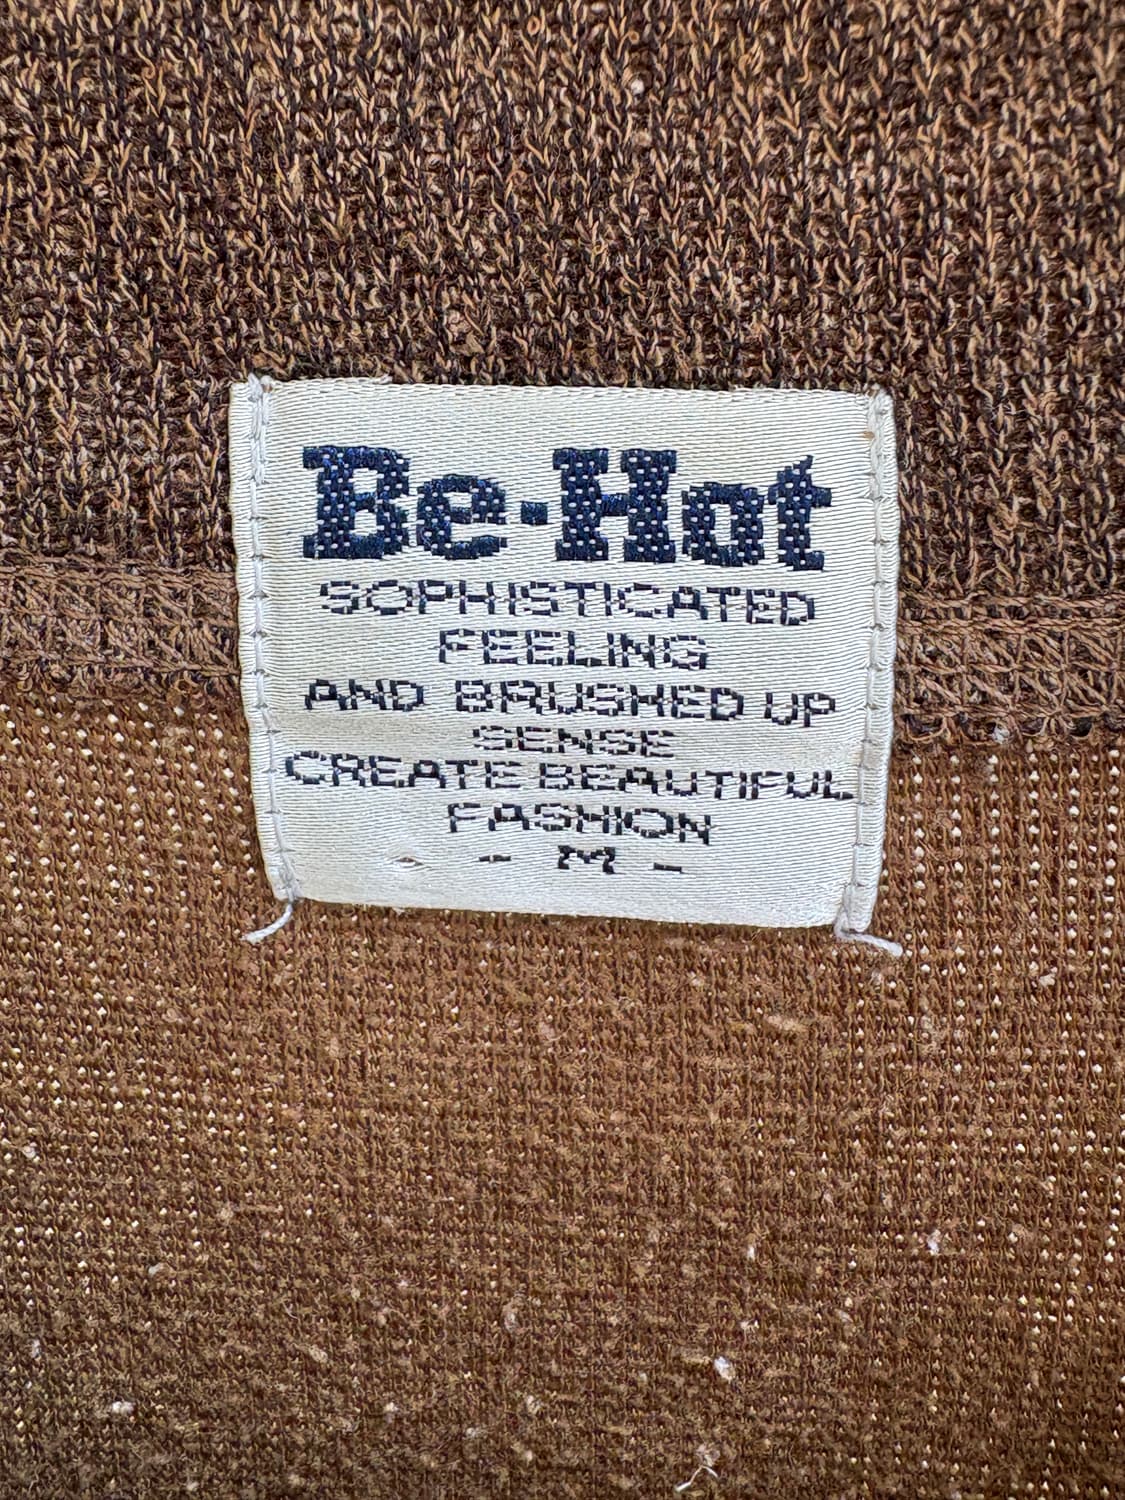 Be-Hot
SOPHISTICATED
FEELING
AND BRUSHED UP
SENSE
CREATE BEAUTIFUL
FASHION
- M -